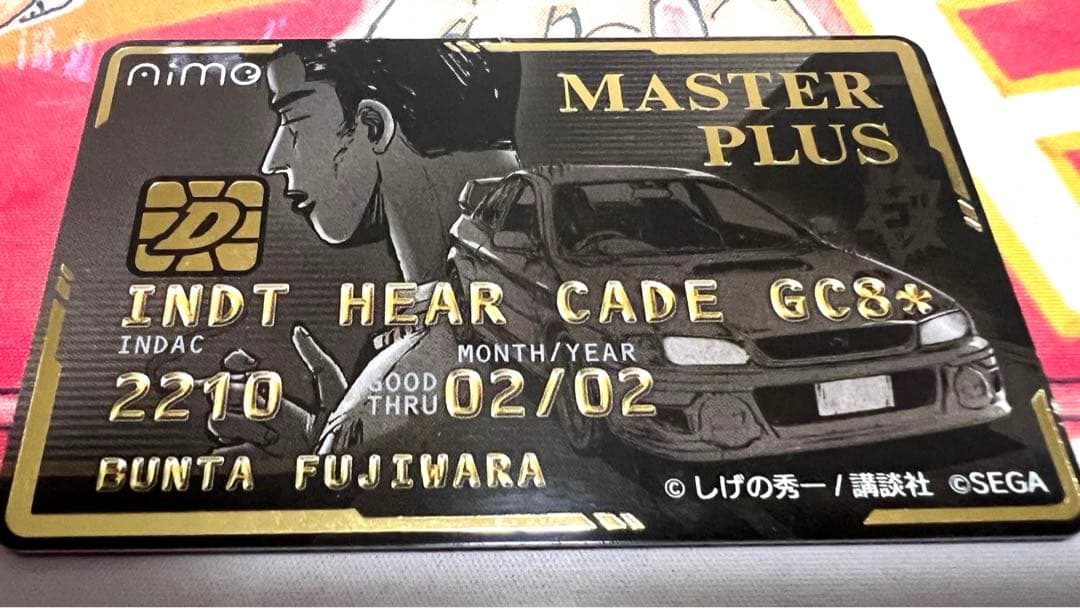 Aime
MASTER
PLUS
D
INDT HEAR CADE GC8*
INDAC
MONTH/YEAR
2210
GOOD
THRU
02/02
BUNTA FUJIWARA
© しげの秀一 / 講談社 ©SEGA